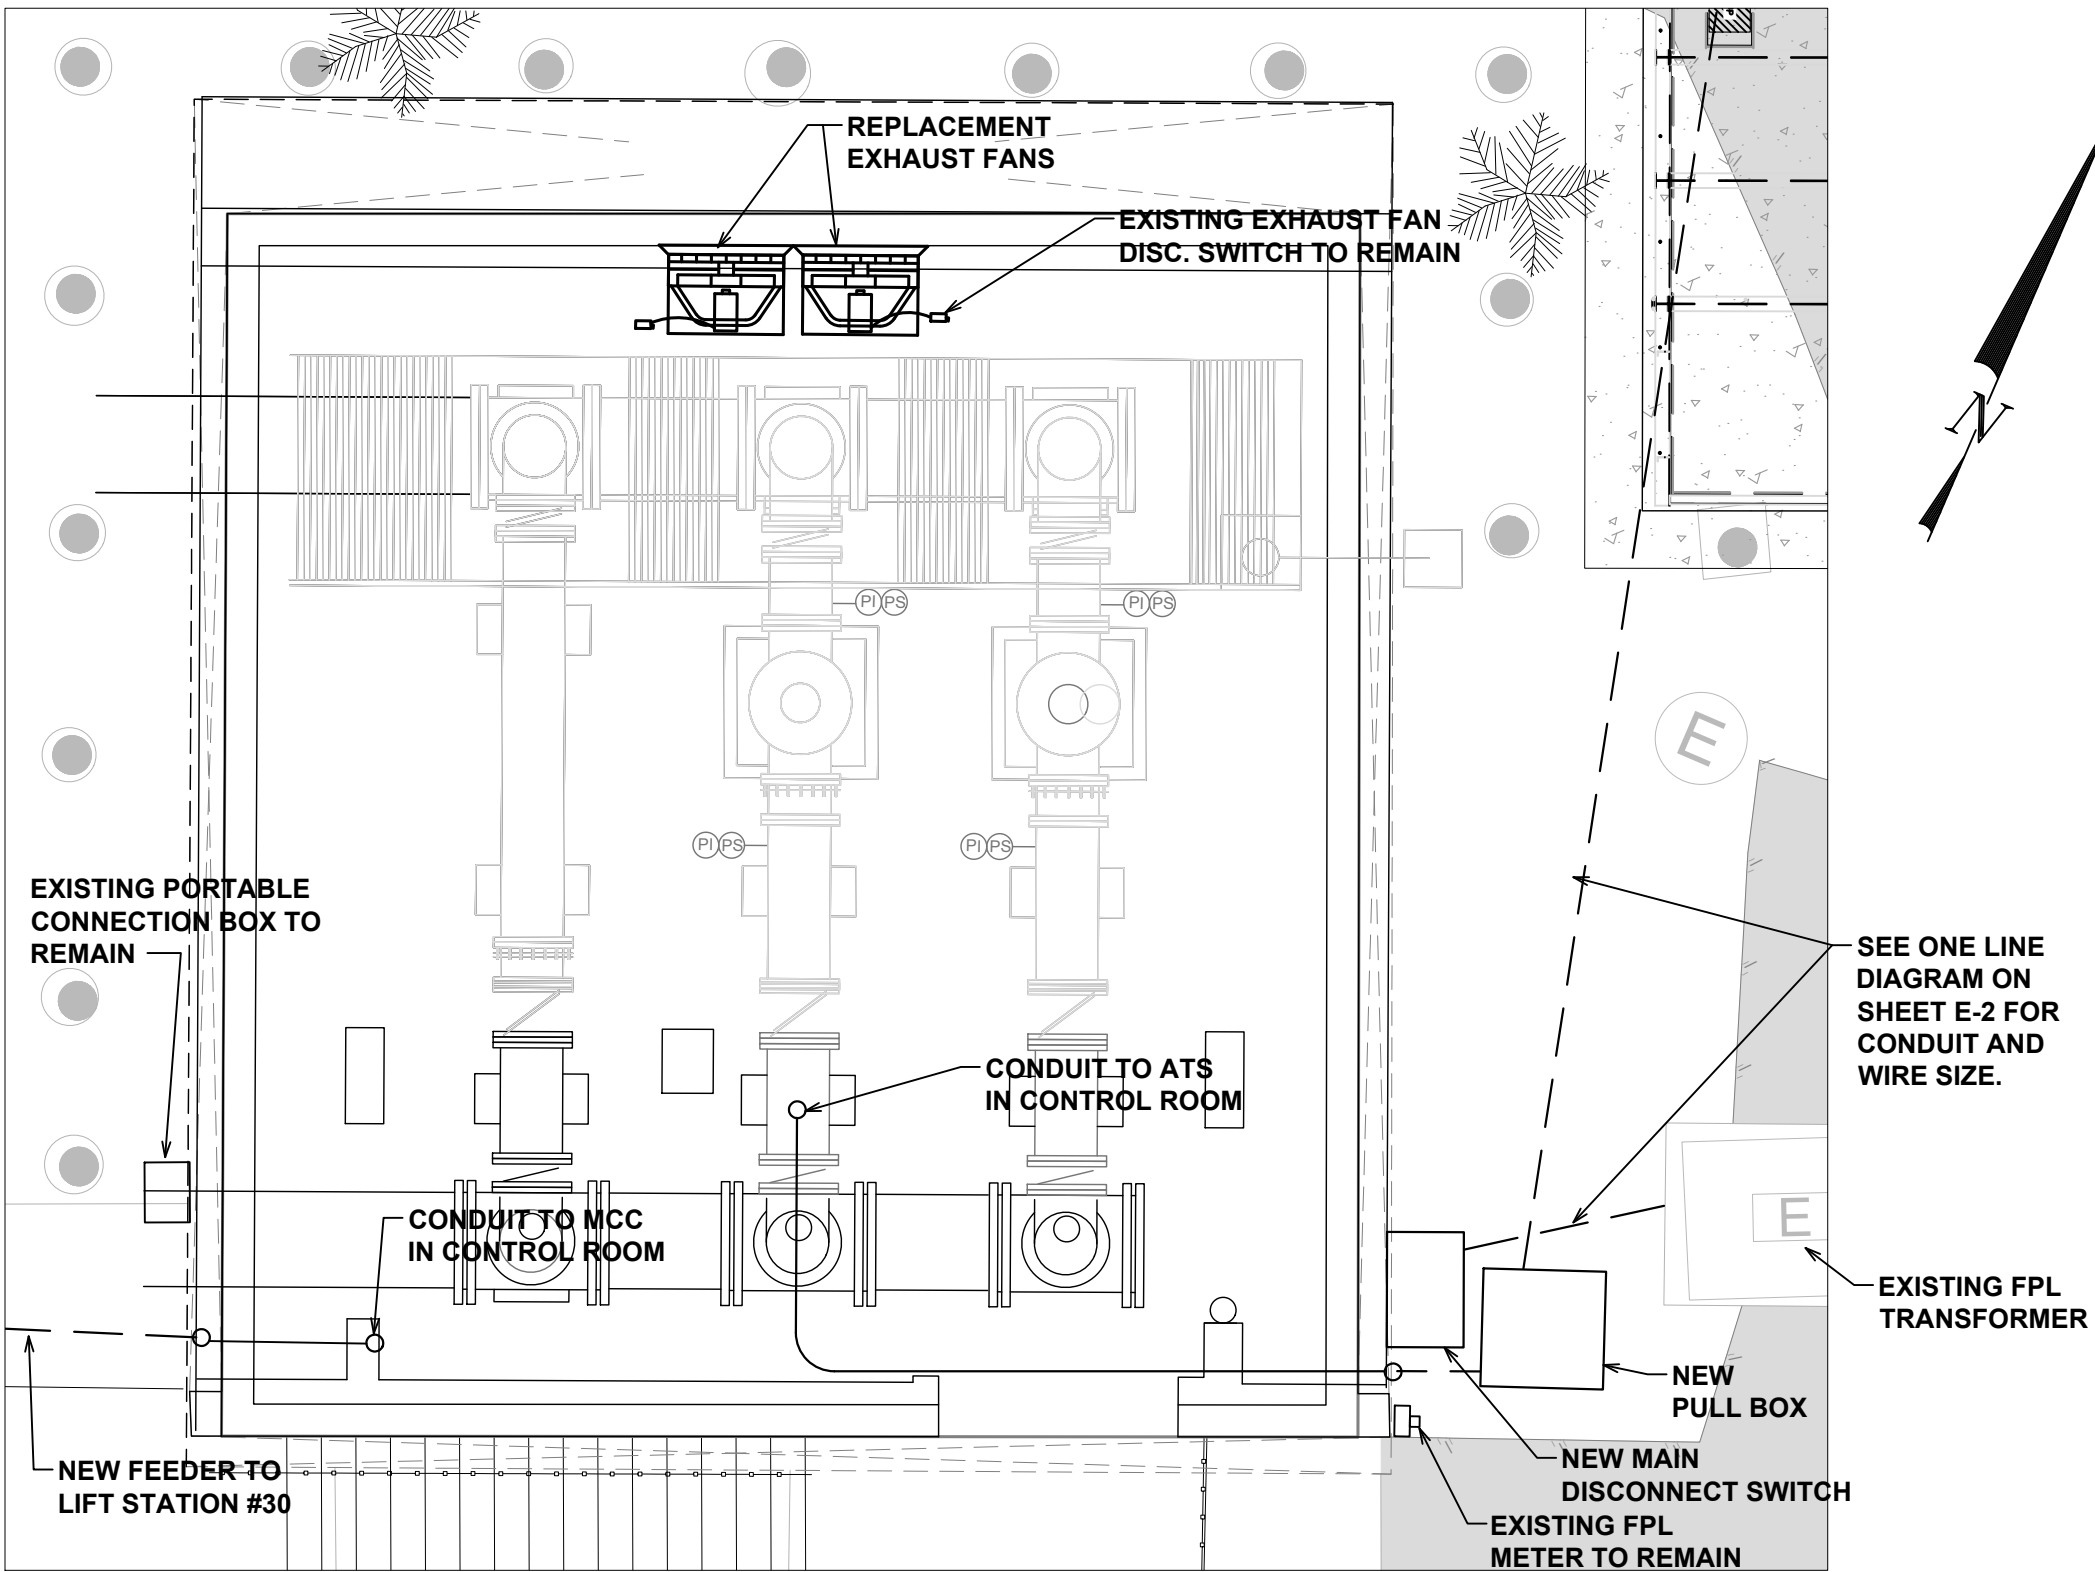 REPLACEMENT
EXHAUST FANS
EXISTING EXHAUST FAN
DISC. SWITCH TO REMAIN
N
PI PS
PI PS
E
PI PS
PI PS
EXISTING PORTABLE
CONNECTION BOX TO
REMAIN
SEE ONE LINE
DIAGRAM ON
SHEET E-2 FOR
CONDUIT AND
WIRE SIZE.
CONDUIT TO ATS
IN CONTROL ROOM
CONDUIT TO MCC
IN CONTROL ROOM
E
EXISTING FPL
TRANSFORMER
NEW
PULL BOX
NEW FEEDER TO
LIFT STATION #30
NEW MAIN
DISCONNECT SWITCH
EXISTING FPL
METER TO REMAIN